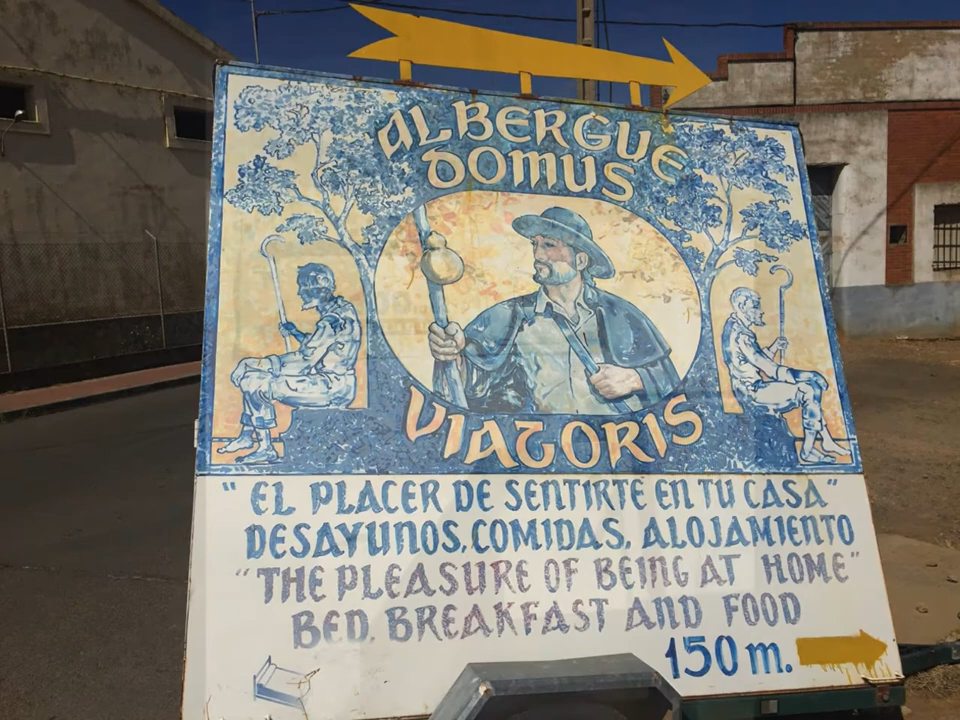 ALBERGUE
DOMUS
VIATORIS
"EL PLACER DE SENTIRTE EN TU CASA"
DESAYUNOS, COMIDAS, ALOJAMIENTO
"THE PLEASURE OF BEING AT HOME"
BED, BREAKFAST AND FOOD
150 m.